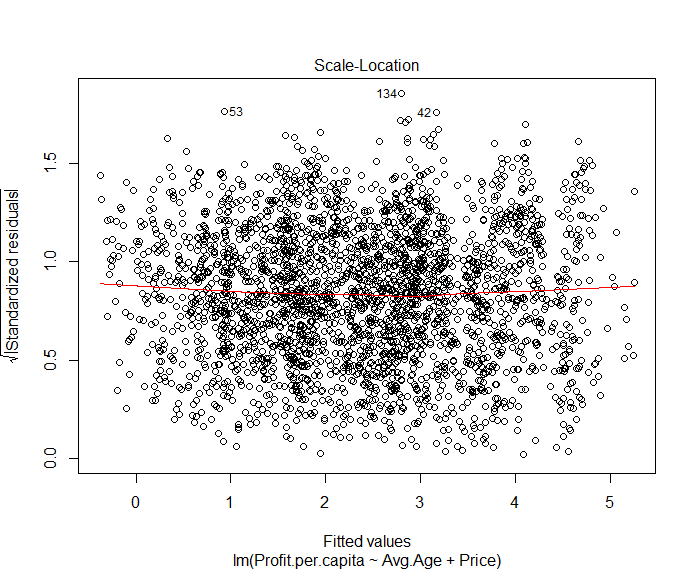 Scale-Location
√|Standardized residuals|
1.5
1.0
0.5
0.0
134
53
42
0 1 2 3 4 5
Fitted values
lm(Profit.per.capita ~ Avg.Age + Price)